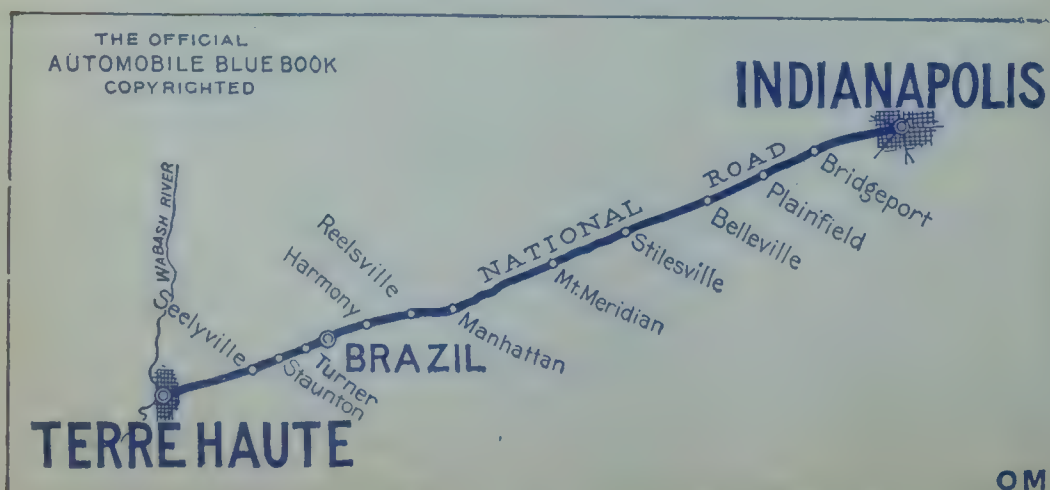 THE OFFICIAL
AUTOMOBILE BLUE BOOK
COPYRIGHTED
INDIANAPOLIS
NATIONAL ROAD
Bridgeport
Plainfield
Belleville
Stilesville
Mt. Meridian
Manhattan
Reelsville
Harmony
BRAZIL
Turner
Staunton
Seelyville
WABASH RIVER
TERRE HAUTE
OM